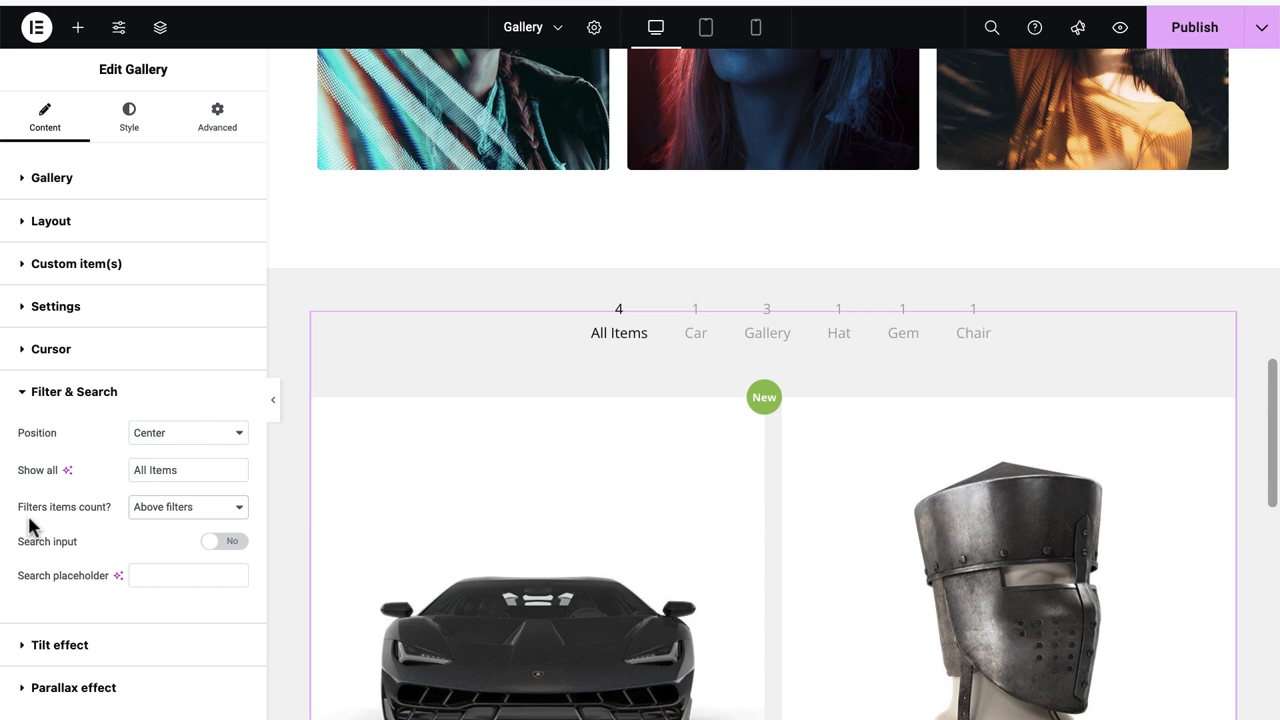 Gallery
Publish
Edit Gallery
Content
Style
Advanced
Gallery
Layout
Custom item(s)
Settings
Cursor
Filter & Search
Position
Center
Show all
All Items
Filters items count?
Above filters
Search input
No
Search placeholder
Tilt effect
Parallax effect
4 1 3 1 1 1
All Items Car Gallery Hat Gem Chair
New